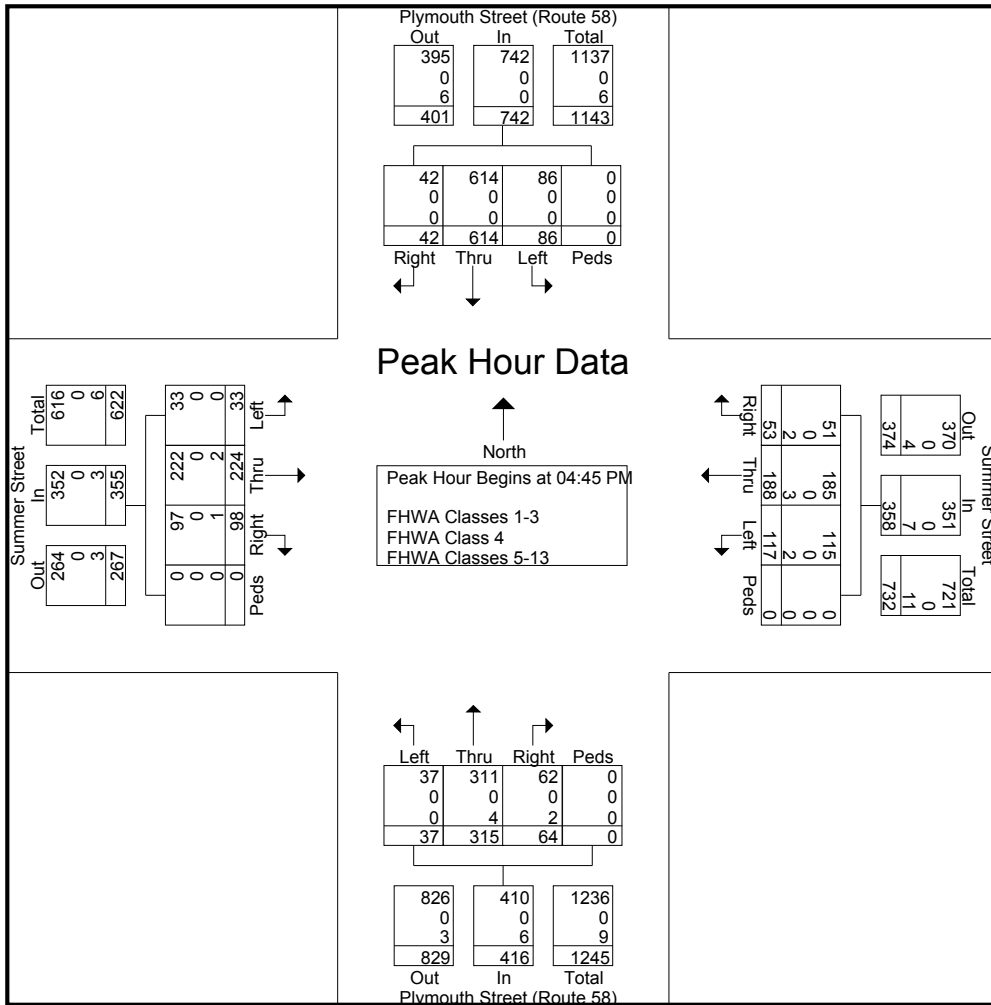 Plymouth Street (Route 58)
Out In Total
395 742 1137
0 0 0
6 0 6
401 742 1143
42 614 86 0
0 0 0 0
0 0 0 0
42 614 86 0
Right Thru Left Peds
Peak Hour Data
North
Peak Hour Begins at 04:45 PM
FHWA Classes 1-3
FHWA Class 4
FHWA Classes 5-13
Summer Street
Out In Total
264 352 616
0 0 0
3 3 6
267 355 622
0 97 222 33
0 0 0 0
0 1 2 0
0 98 224 33
Peds Right Thru Left
Summer Street
Out In Total
370 351 721
0 0 0
4 7 11
374 358 732
51 185 115 0
0 0 0 0
2 3 2 0
53 188 117 0
Right Thru Left Peds
Left Thru Right Peds
37 311 62 0
0 0 0 0
0 4 2 0
37 315 64 0
826 410 1236
0 0 0
3 6 9
829 416 1245
Out In Total
Plymouth Street (Route 58)